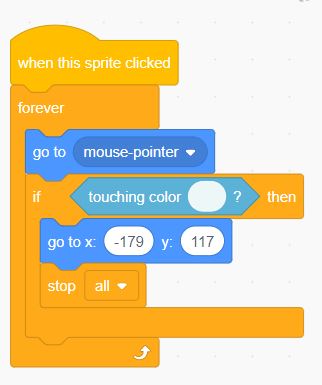 when this sprite clicked
forever
go to mouse-pointer
if touching color ? then
go to x: -179 y: 117
stop all